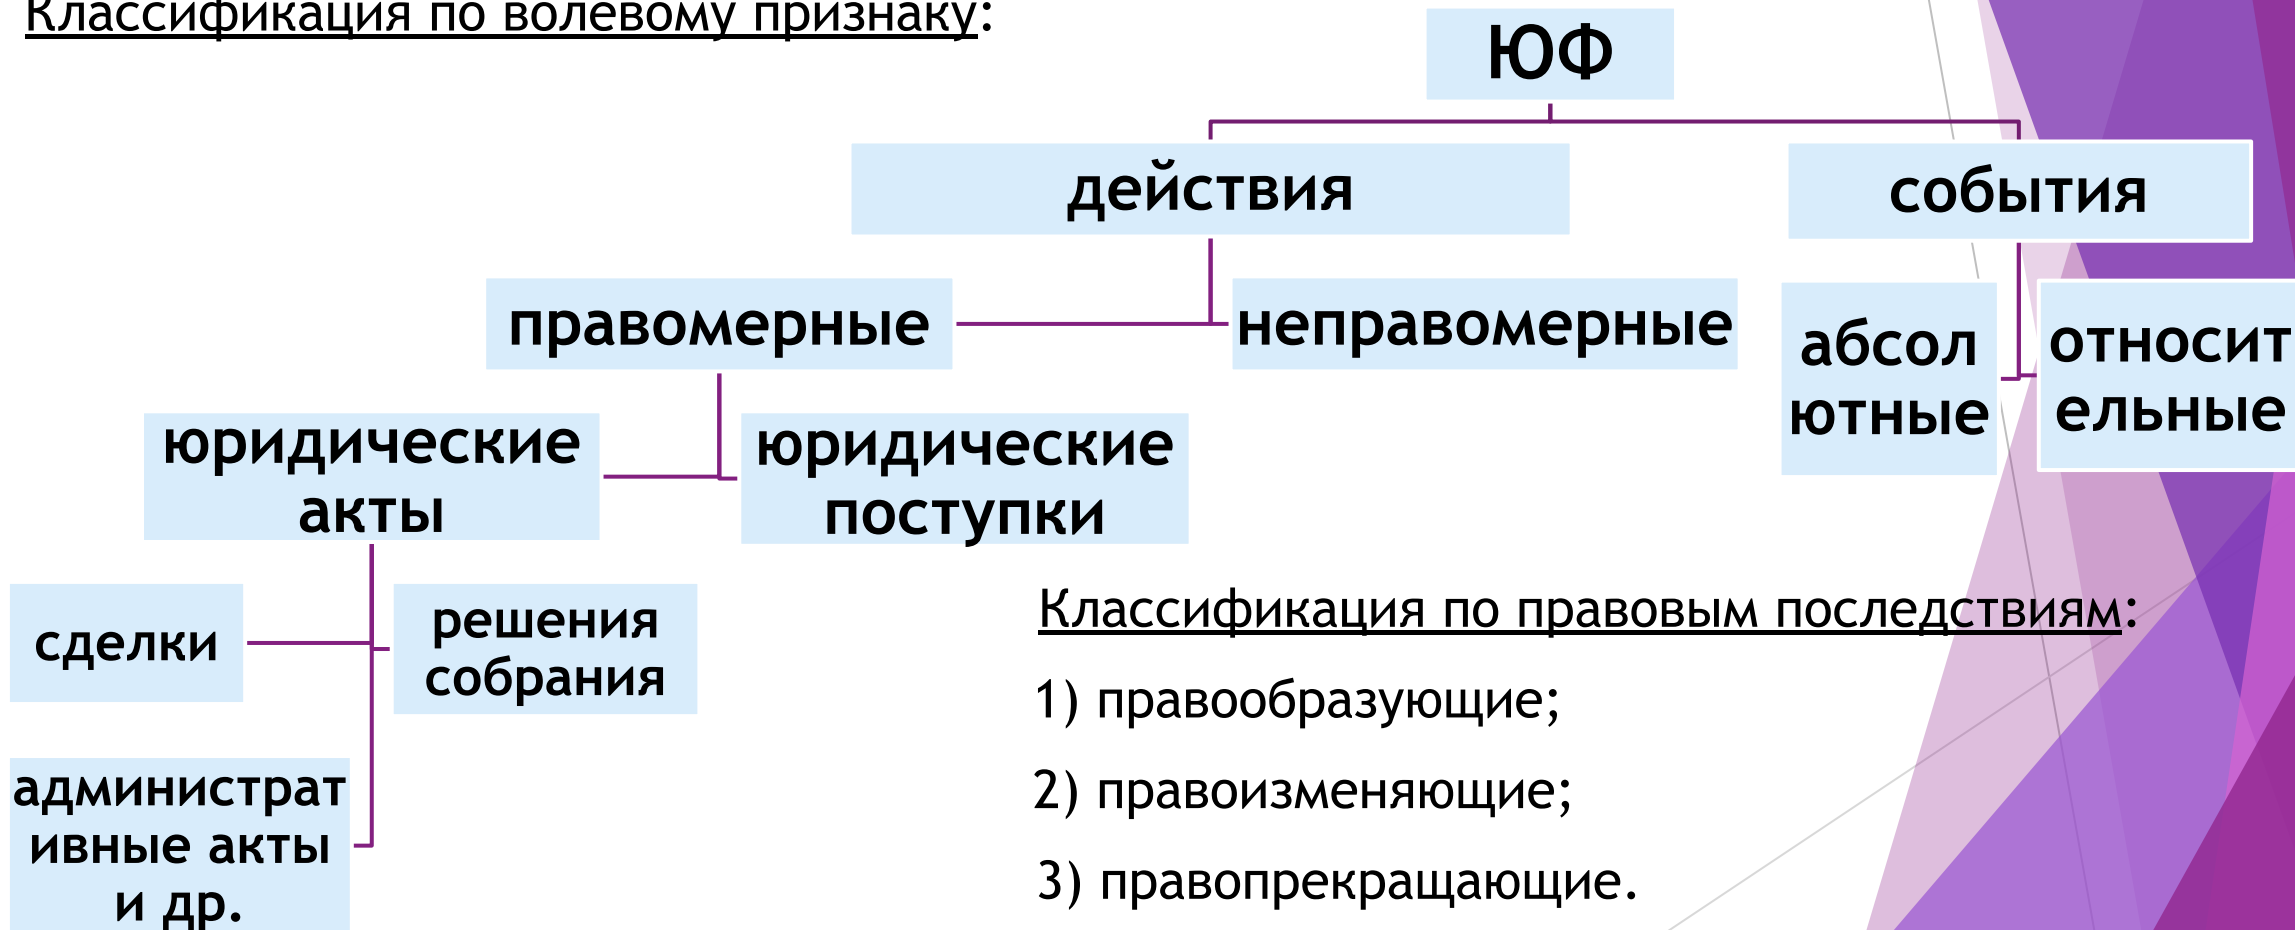 Классификация по волевому признаку:
ЮФ
действия
события
правомерные
неправомерные
абсол
ютные
относит
ельные
юридические
акты
юридические
поступки
сделки
решения
собрания
административ
ивные акты
и др.
Классификация по правовым последствиям:
1) правообразующие;
2) правоизменяющие;
3) правопрекращающие.